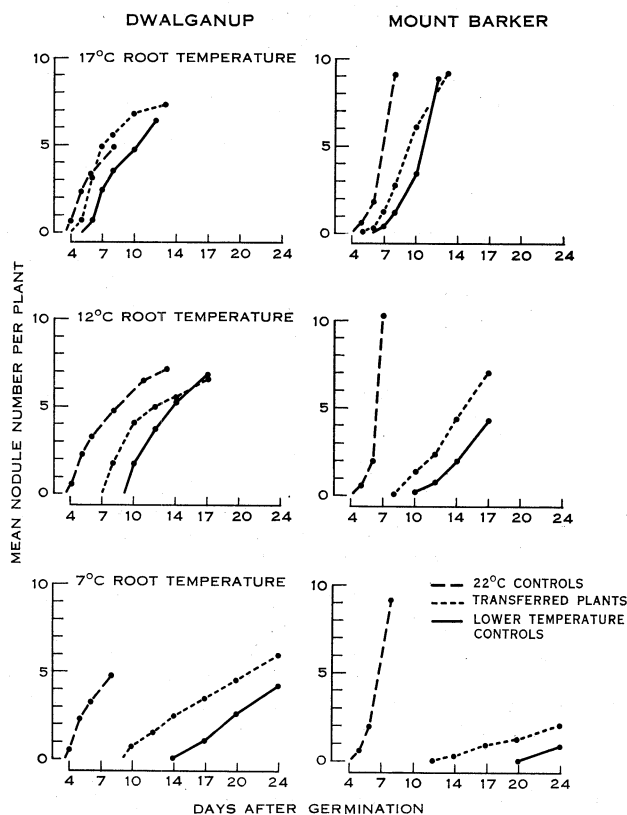 DWALGANUP
MOUNT BARKER
17°C ROOT TEMPERATURE
10
5
0
4 7 10 14 17 20 24
10
5
0
4 7 10 14 17 20 24
MEAN NODULE NUMBER PER PLANT
12°C ROOT TEMPERATURE
10
5
0
4 7 10 14 17 20 24
10
5
0
4 7 10 14 17 20 24
7°C ROOT TEMPERATURE
10
5
0
4 7 10 14 17 20 24
10
5
0
4 7 10 14 17 20 24
22°C CONTROLS
TRANSFERRED PLANTS
LOWER TEMPERATURE
CONTROLS
DAYS AFTER GERMINATION